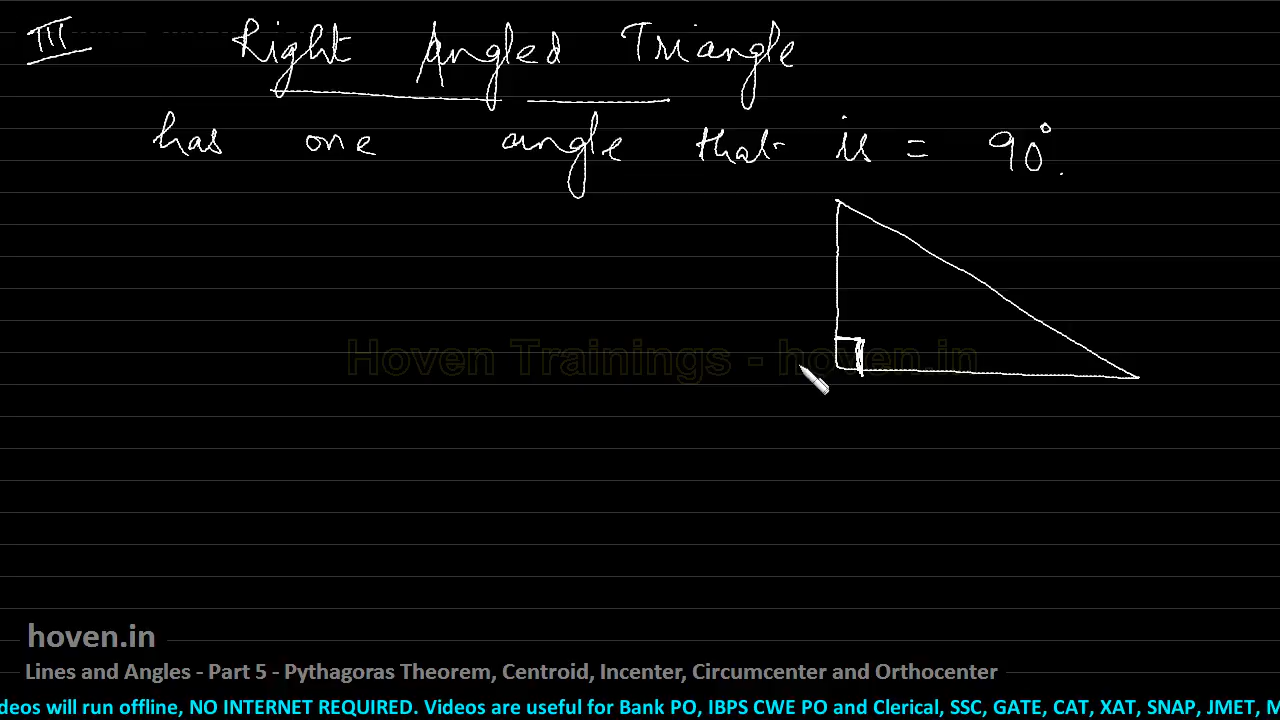 III Right Angled Triangle
has one angle that is = 90°.
Hoven Trainings - hoven.in
hoven.in
Lines and Angles - Part 5 - Pythagoras Theorem, Centroid, Incenter, Circumcenter and Orthocenter
deos will run offline, NO INTERNET REQUIRED. Videos are useful for Bank PO, IBPS CWE PO and Clerical, SSC, GATE, CAT, XAT, SNAP, JMET, M